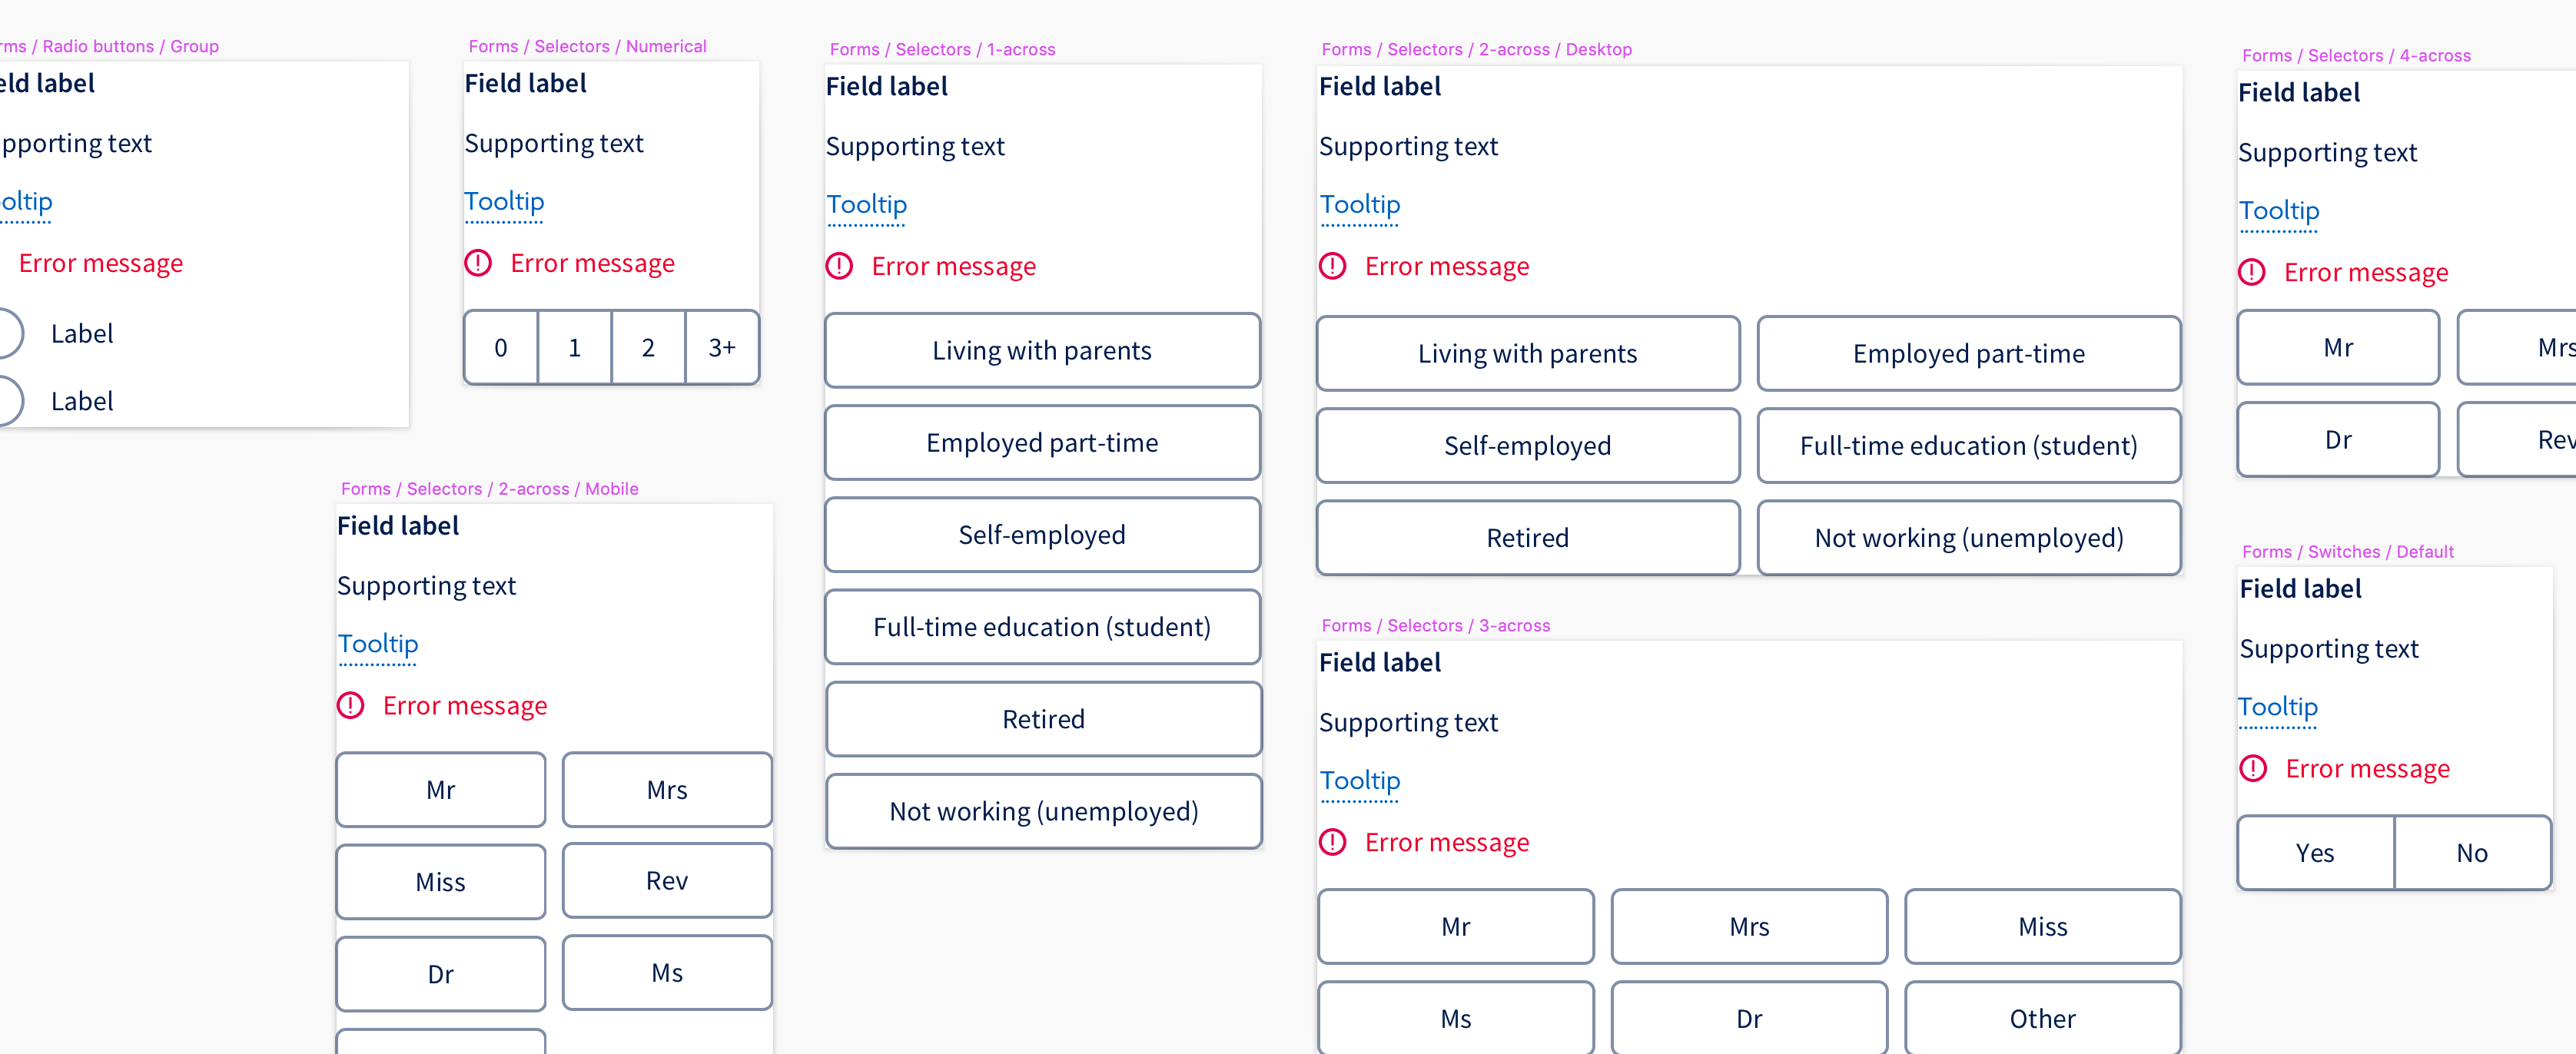 rms / Radio buttons / Group
eld label
pporting text
oltip
Error message
Label
Label
Forms / Selectors / Numerical
Field label
Supporting text
Tooltip
Error message
0 1 2 3+
Forms / Selectors / 2-across / Mobile
Field label
Supporting text
Tooltip
Error message
Mr Mrs
Miss Rev
Dr Ms
Forms / Selectors / 1-across
Field label
Supporting text
Tooltip
Error message
Living with parents
Employed part-time
Self-employed
Full-time education (student)
Retired
Not working (unemployed)
Forms / Selectors / 2-across / Desktop
Field label
Supporting text
Tooltip
Error message
Living with parents Employed part-time
Self-employed Full-time education (student)
Retired Not working (unemployed)
Forms / Selectors / 3-across
Field label
Supporting text
Tooltip
Error message
Mr Mrs Miss
Ms Dr Other
Forms / Selectors / 4-across
Field label
Supporting text
Tooltip
Error message
Mr Mrs
Dr Rev
Forms / Switches / Default
Field label
Supporting text
Tooltip
Error message
Yes No